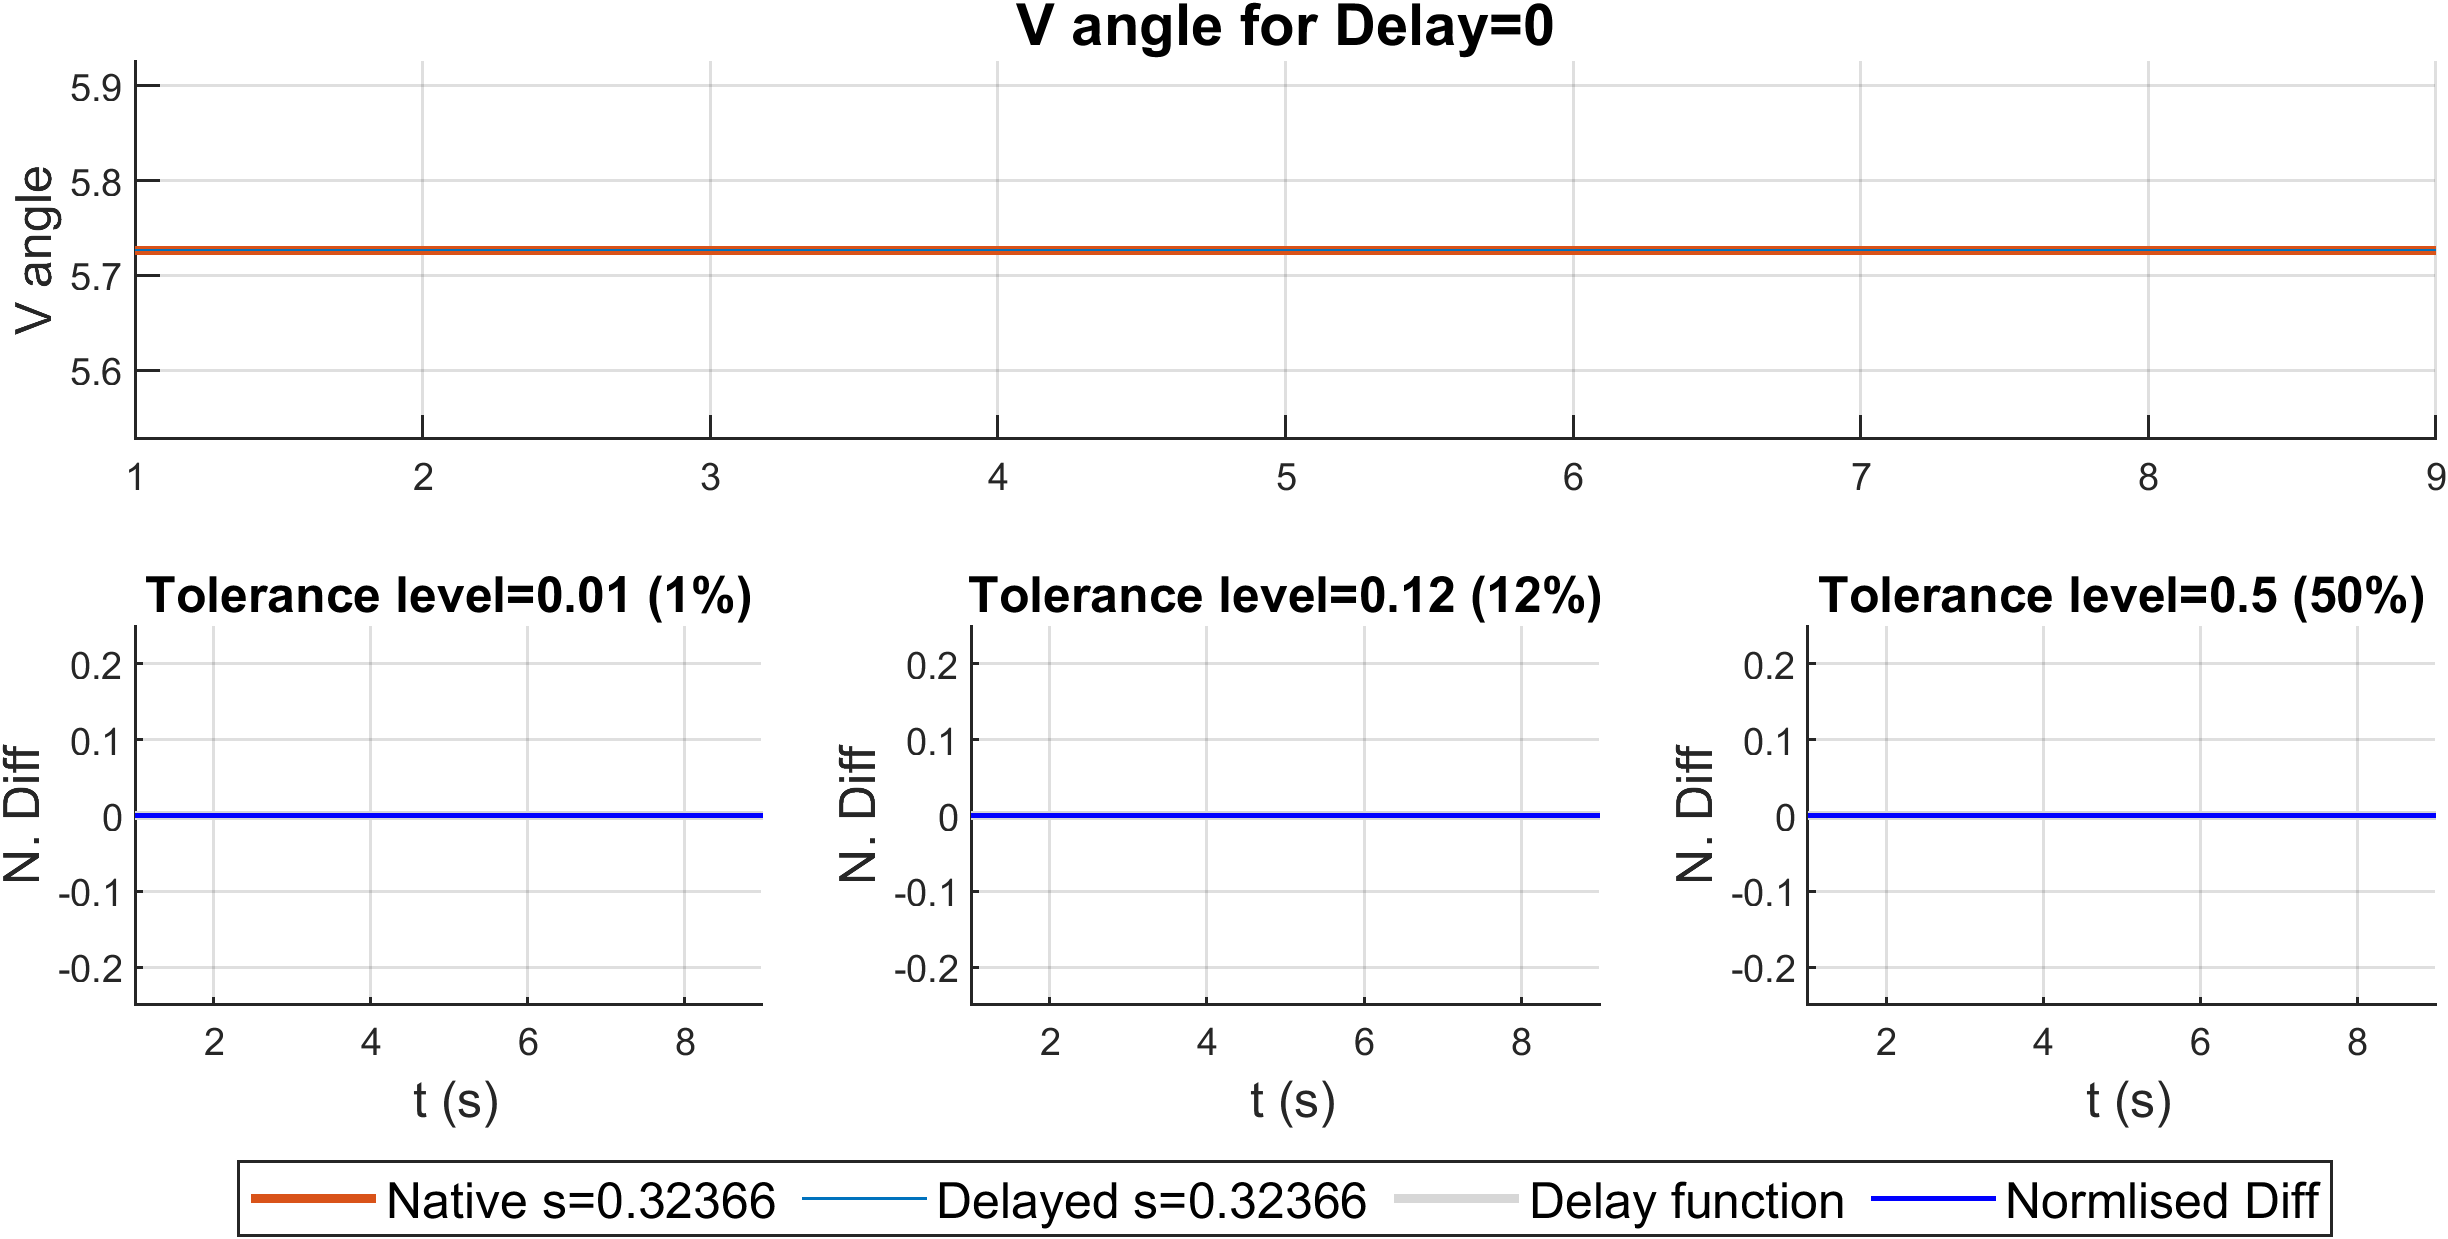 V angle for Delay=0
V angle
5.9
5.8
5.7
5.6
1 2 3 4 5 6 7 8 9
Tolerance level=0.01 (1%)
N. Diff
0.2
0.1
0
-0.1
-0.2
2 4 6 8
t (s)
Tolerance level=0.12 (12%)
N. Diff
0.2
0.1
0
-0.1
-0.2
2 4 6 8
t (s)
Tolerance level=0.5 (50%)
N. Diff
0.2
0.1
0
-0.1
-0.2
2 4 6 8
t (s)
Native s=0.32366 Delayed s=0.32366 Delay function Normlised Diff